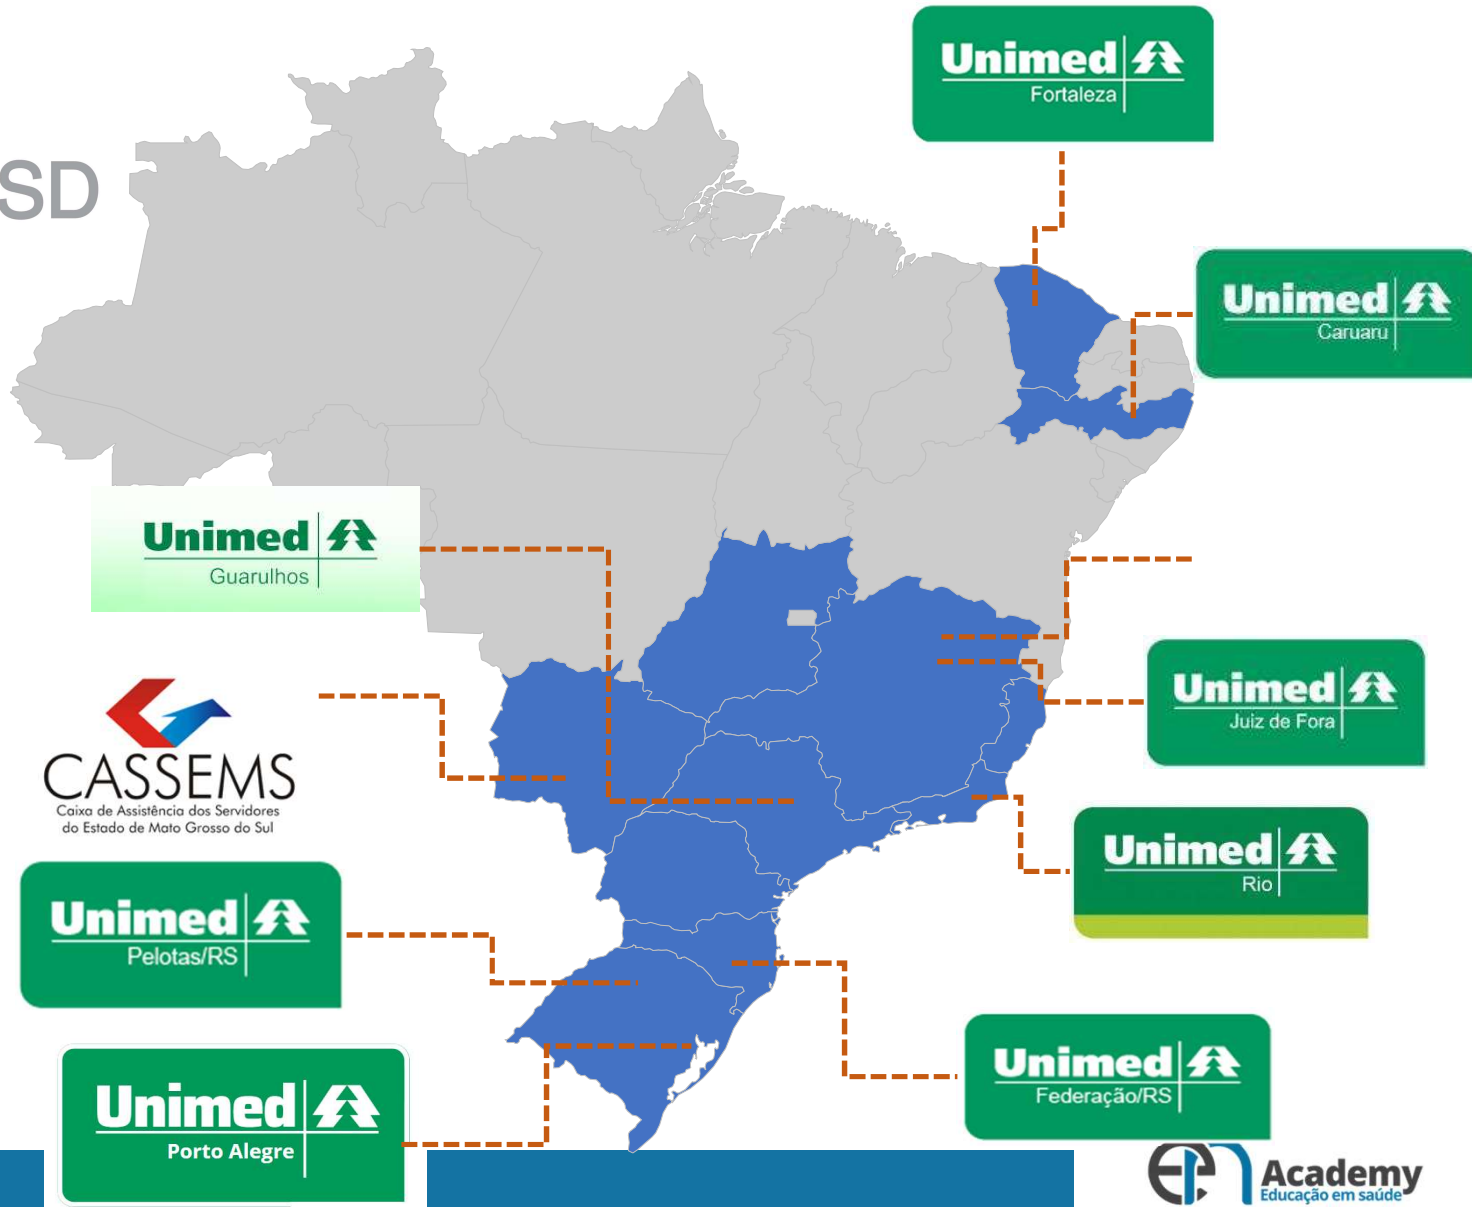 Unimed
Fortaleza
SD
Unimed
Caruaru
Unimed
Guarulhos
Unimed
Juiz de Fora
CASSEMS
Caixa de Assistência dos Servidores
do Estado de Mato Grosso do Sul
Unimed
Rio
Unimed
Pelotas/RS
Unimed
Federação/RS
Unimed
Porto Alegre
Academy
Educação em saúde